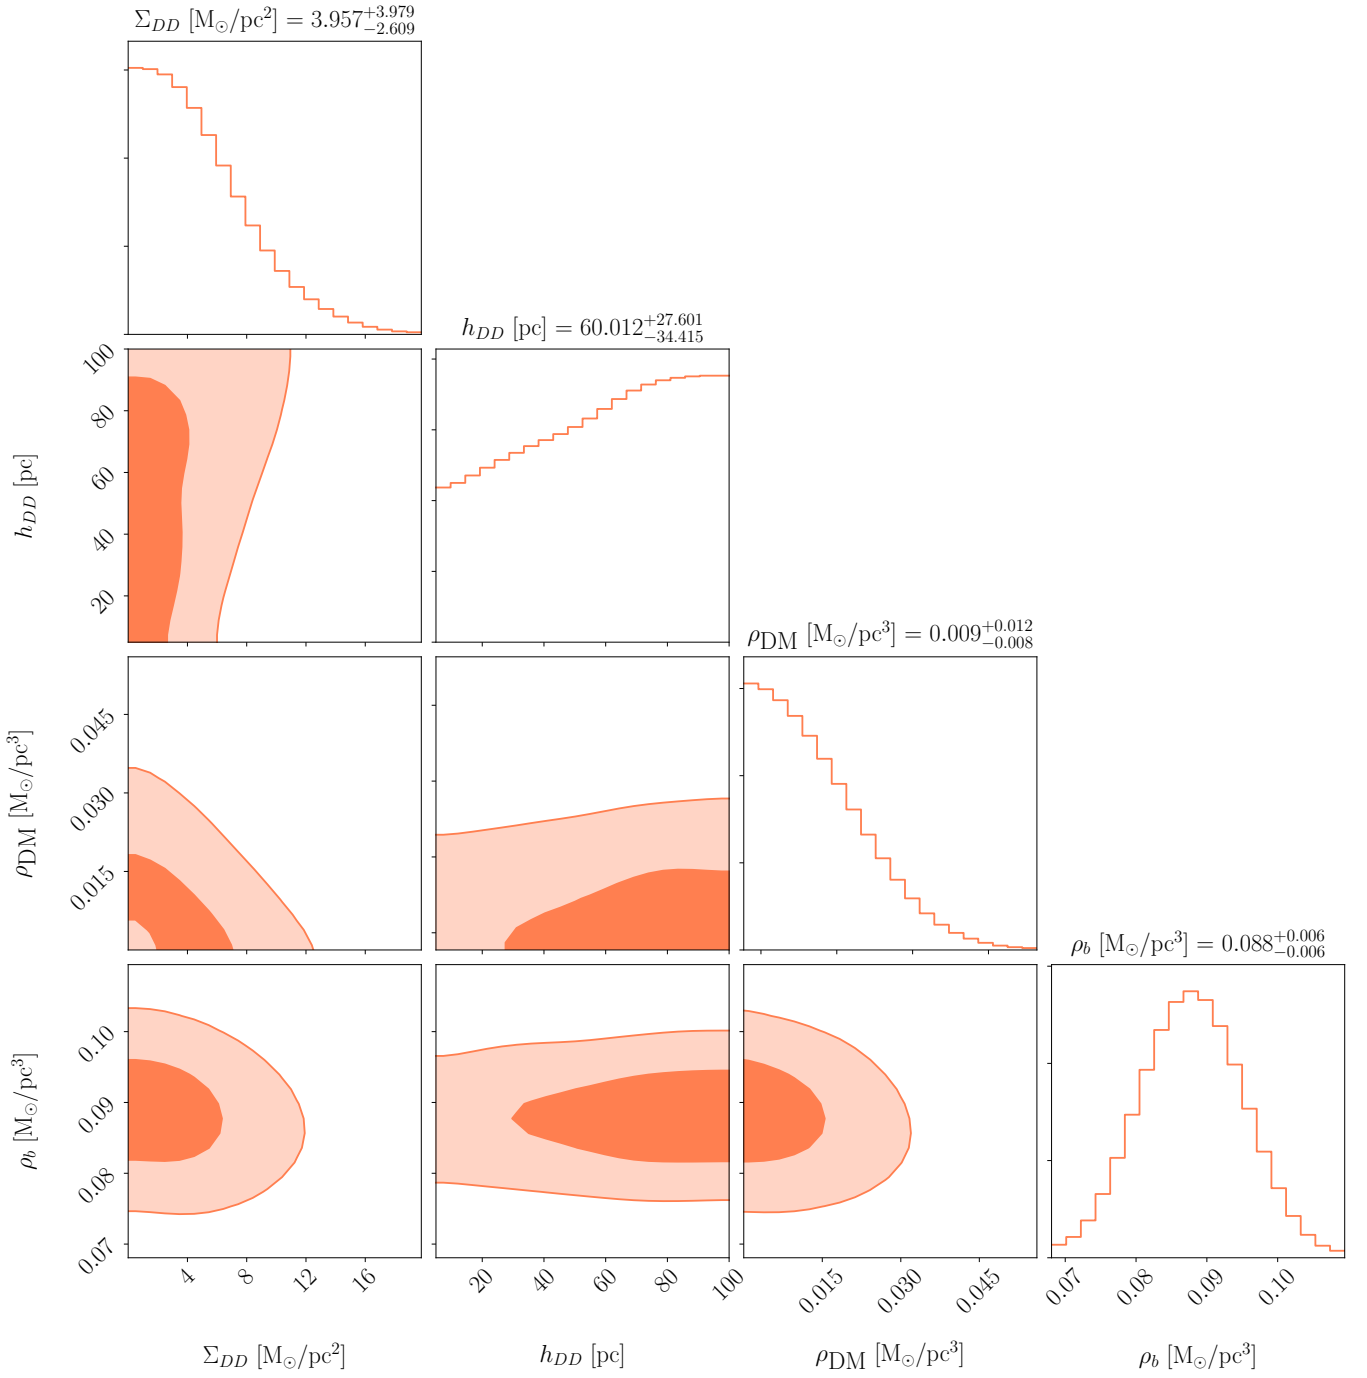 Σ_DD [M_⊙/pc²] = 3.957^{+3.979}_{−2.609}
h_DD [pc] = 60.012^{+27.601}_{−34.415}
100
80
60
40
20
h_DD [pc]
ρ_DM [M_⊙/pc³] = 0.009^{+0.012}_{−0.008}
0.045
0.030
0.015
ρ_DM [M_⊙/pc³]
ρ_b [M_⊙/pc³] = 0.088^{+0.006}_{−0.006}
0.10
0.09
0.08
0.07
ρ_b [M_⊙/pc³]
4 8 12 16
20 40 60 80 100
0.015 0.030 0.045
0.07 0.08 0.09 0.10
Σ_DD [M_⊙/pc²]
h_DD [pc]
ρ_DM [M_⊙/pc³]
ρ_b [M_⊙/pc³]